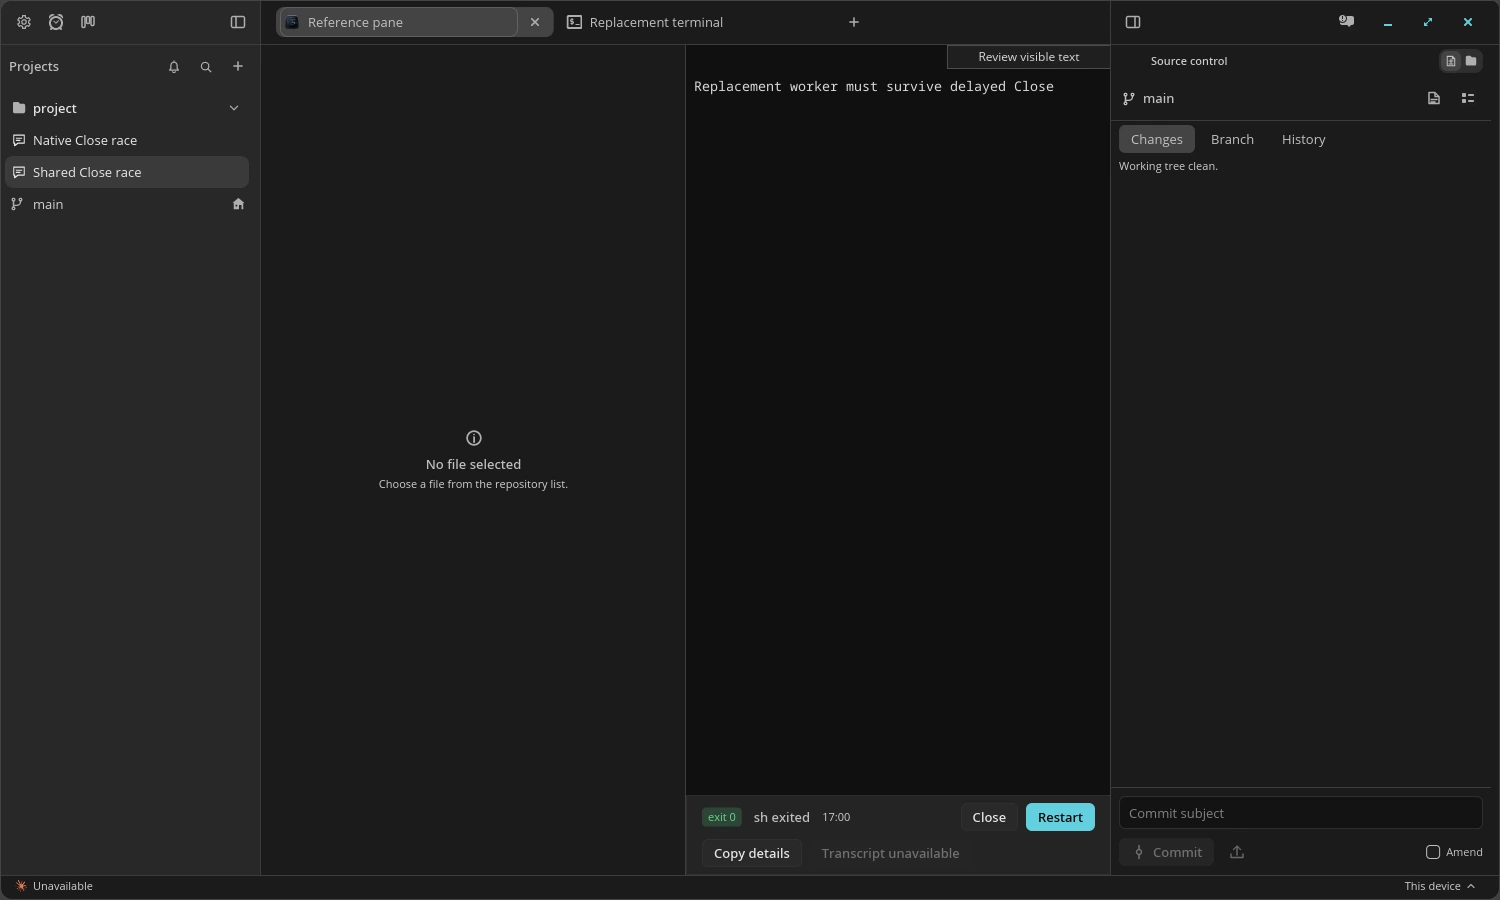 Reference pane
Replacement terminal
Projects
project
Native Close race
Shared Close race
main
No file selected
Choose a file from the repository list.
Review visible text
Replacement worker must survive delayed Close
exit 0 sh exited 17:00
Close
Restart
Copy details
Transcript unavailable
Source control
main
Changes
Branch
History
Working tree clean.
Commit subject
Commit
Amend
Unavailable
This device